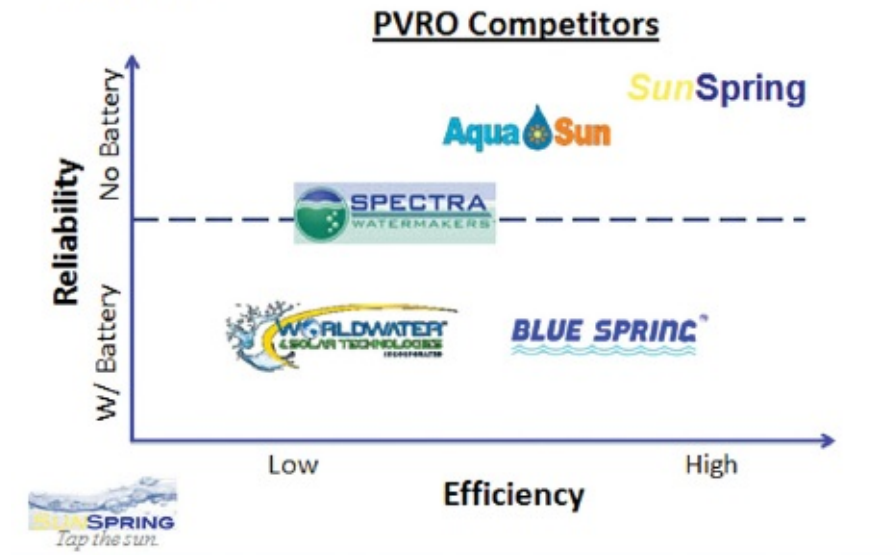 PVRO Competitors
No Battery
W/ Battery
Reliability
SunSpring
Aqua Sun
SPECTRA
WATERMAKERS
WORLDWATER
& SOLAR TECHNOLOGIES
INCORPORATED
BLUE SPRING
Low
High
Efficiency
SUNSPRING
Tap the sun.